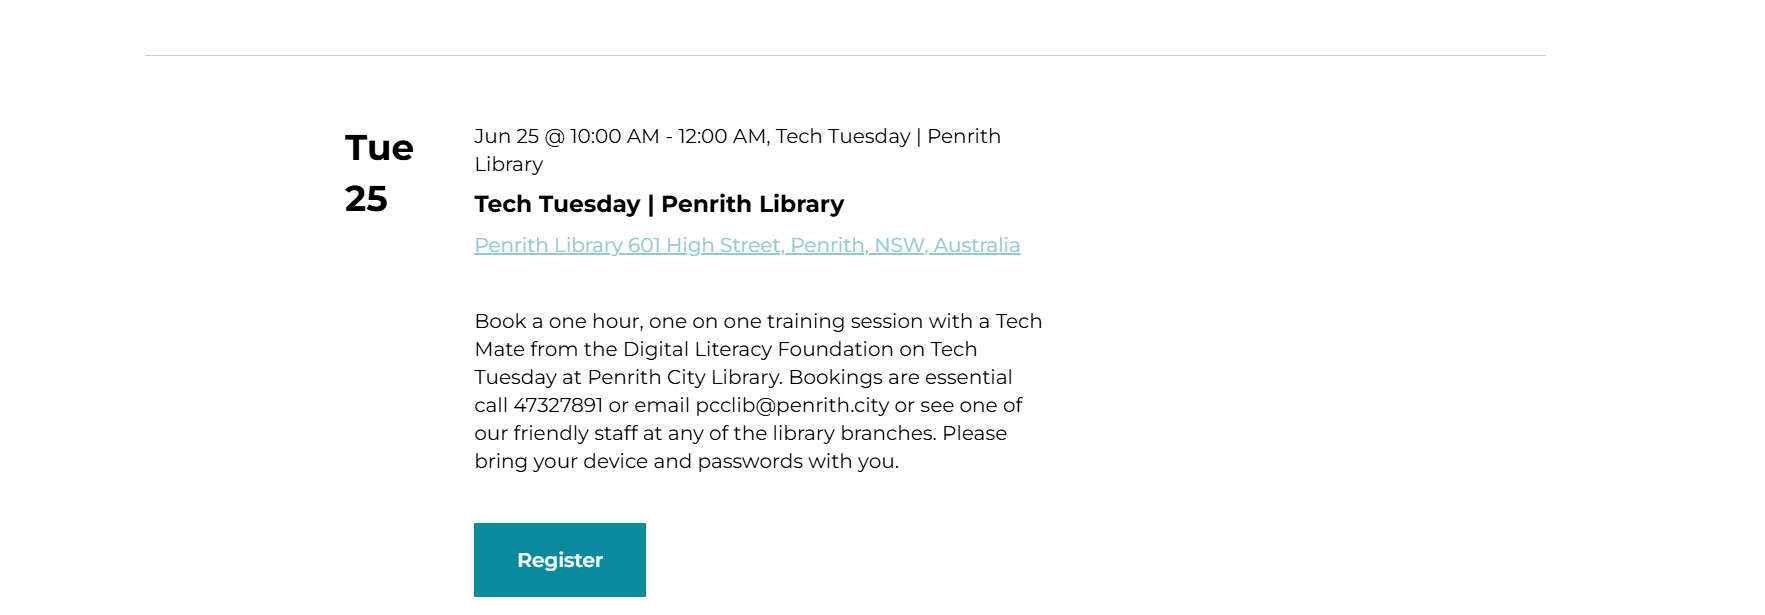 Tue
25
Jun 25 @ 10:00 AM - 12:00 AM, Tech Tuesday | Penrith
Library
Tech Tuesday | Penrith Library
Penrith Library 601 High Street, Penrith, NSW, Australia
Book a one hour, one on one training session with a Tech
Mate from the Digital Literacy Foundation on Tech
Tuesday at Penrith City Library. Bookings are essential
call 47327891 or email pcclib@penrith.city or see one of
our friendly staff at any of the library branches. Please
bring your device and passwords with you.
Register